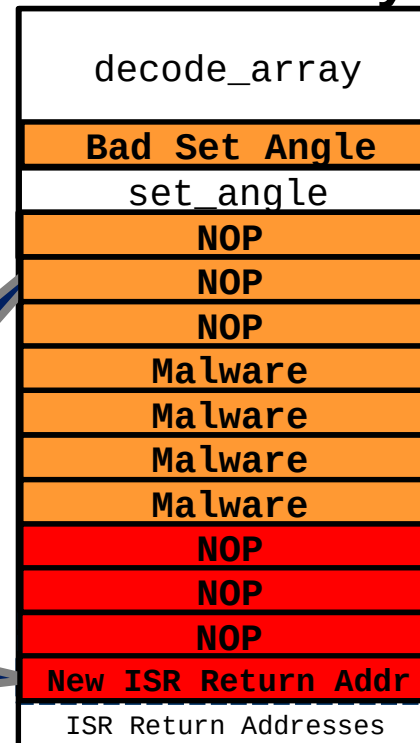 decode_array
Bad Set Angle
set_angle
NOP
NOP
NOP
Malware
Malware
Malware
Malware
NOP
NOP
NOP
New ISR Return Addr
ISR Return Addresses